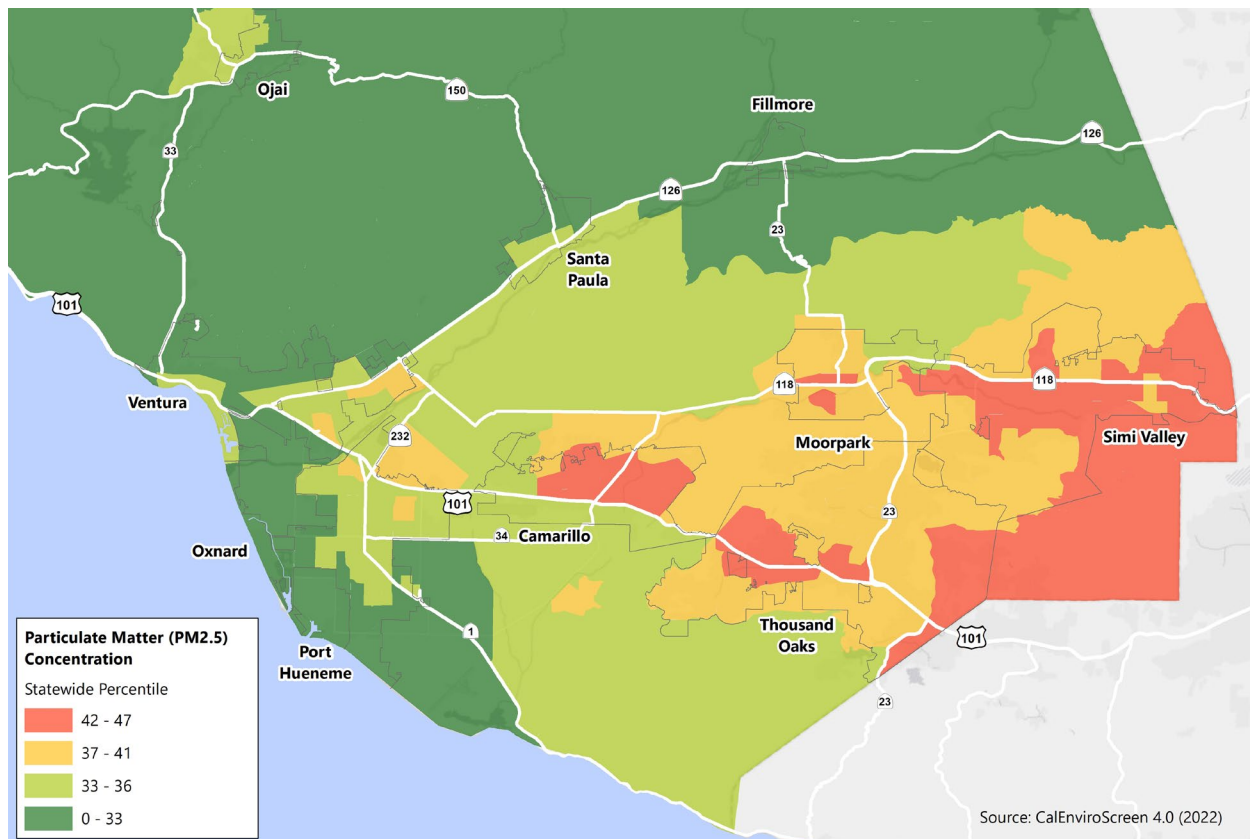 Ojai
150
Fillmore
33
126
126
23
Santa
Paula
101
Ventura
118
118
232
Moorpark
Simi Valley
101
23
34
Camarillo
Oxnard
Thousand
Oaks
1
101
Port
Hueneme
23
Particulate Matter (PM2.5)
Concentration
Statewide Percentile
42 - 47
37 - 41
33 - 36
0 - 33
Source: CalEnviroScreen 4.0 (2022)